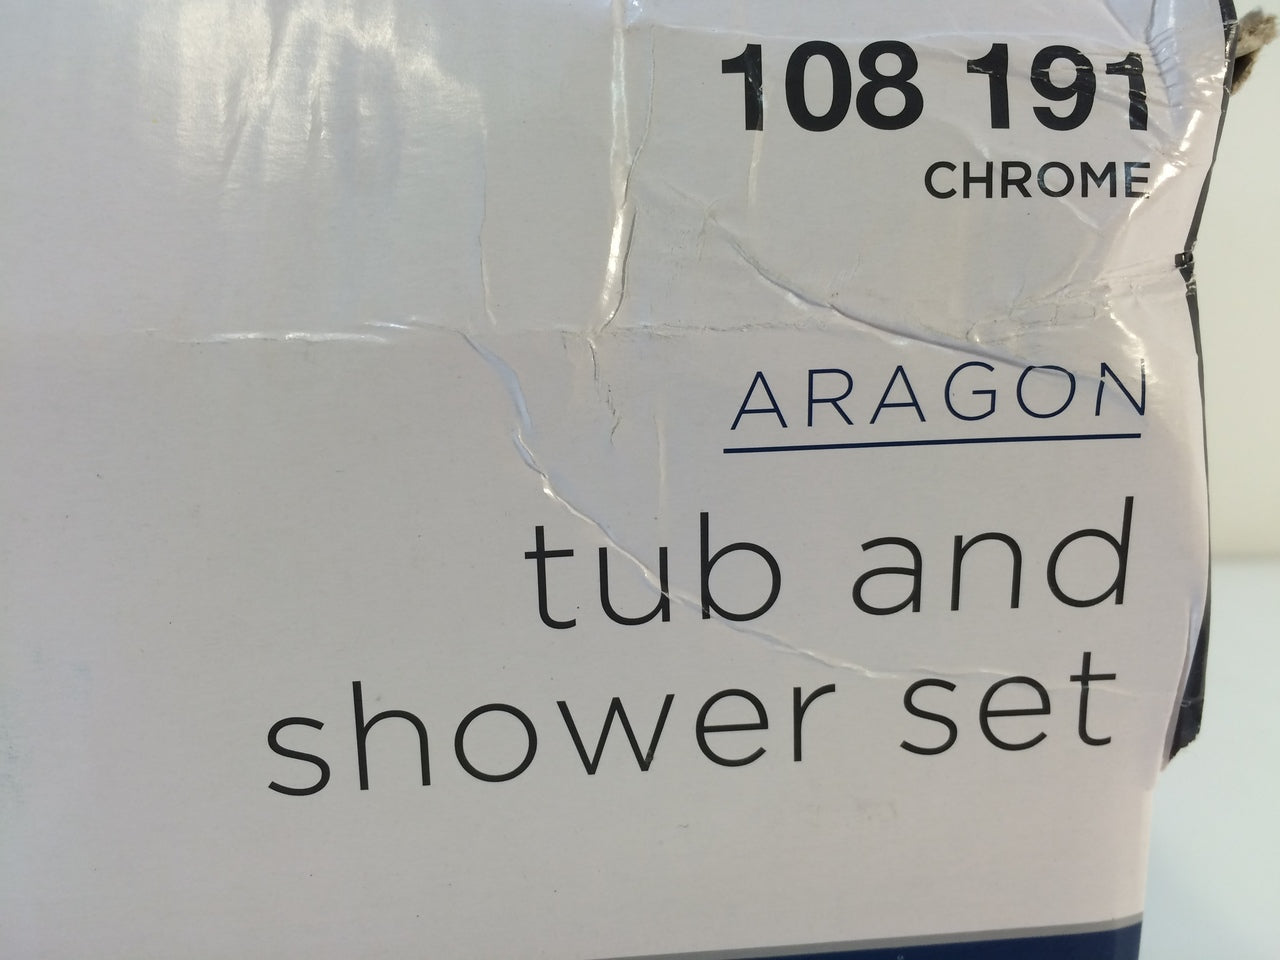 108 191
CHROME
ARAGON
tub and
shower set